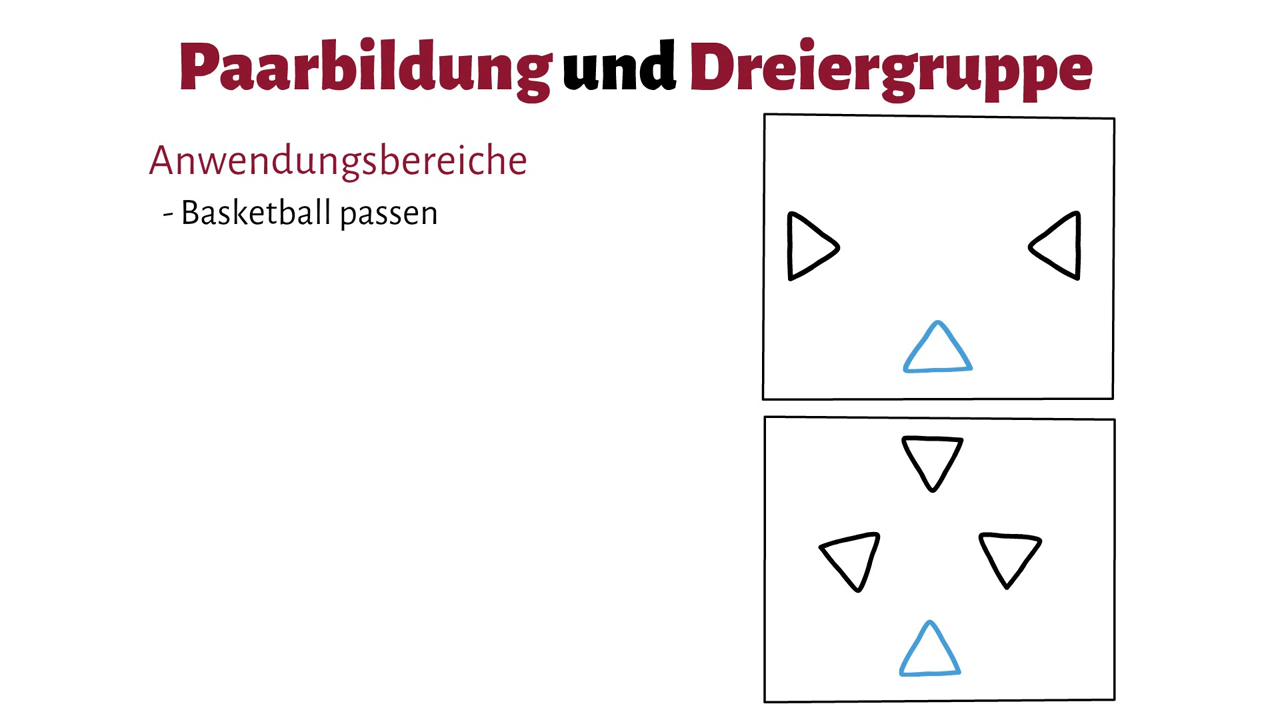 Paarbildung und Dreiergruppe
Anwendungsbereiche
- Basketball passen